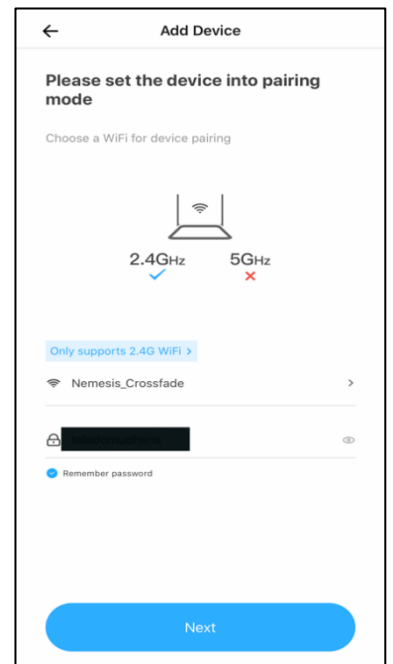 Add Device
Please set the device into pairing
mode
Choose a WiFi for device pairing
2.4GHz 5GHz
Only supports 2.4G WiFi >
Nemesis_Crossfade
Remember password
Next